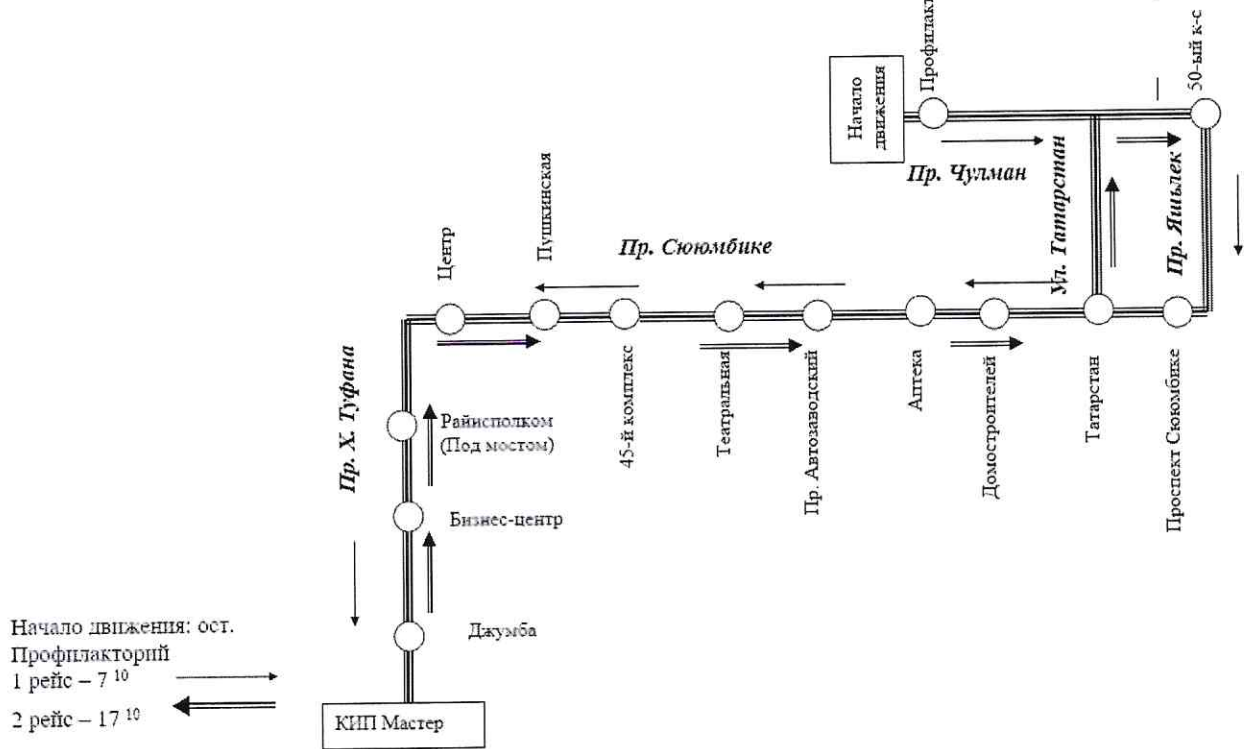 Профилакт
50-ый к-с
Начало
движения
Пр. Чулман
Ул. Татарстан
Пр. Яшьлек
Центр
Пушкинская
Пр. Сююмбике
Пр. Х. Туфана
Райисполком
(Под мостом)
45-й комплекс
Театральная
Пр. Автозаводский
Аптека
Домостроителей
Татарстан
Проспект Сююмбике
Бизнес-центр
Джумба
Начало движения: ост.
Профилакторий
1 рейс – 7 10
2 рейс – 17 10
КИП Мастер